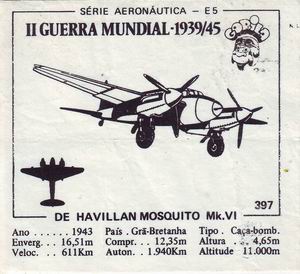 SÉRIE AERONÁUTICA - E5
II GUERRA MUNDIAL-1939/45
GOBILA
397
DE HAVILLAN MOSQUITO Mk.VI
Ano ...... 1943 País . Grã-Bretanha Tipo . Caça-bomb.
Enverg. . . 16,51m Compr. . . 12,35m Altura . . . 4,65m
Veloc. . . 611Km Auton. . 1.940Km Altitude 11.000m